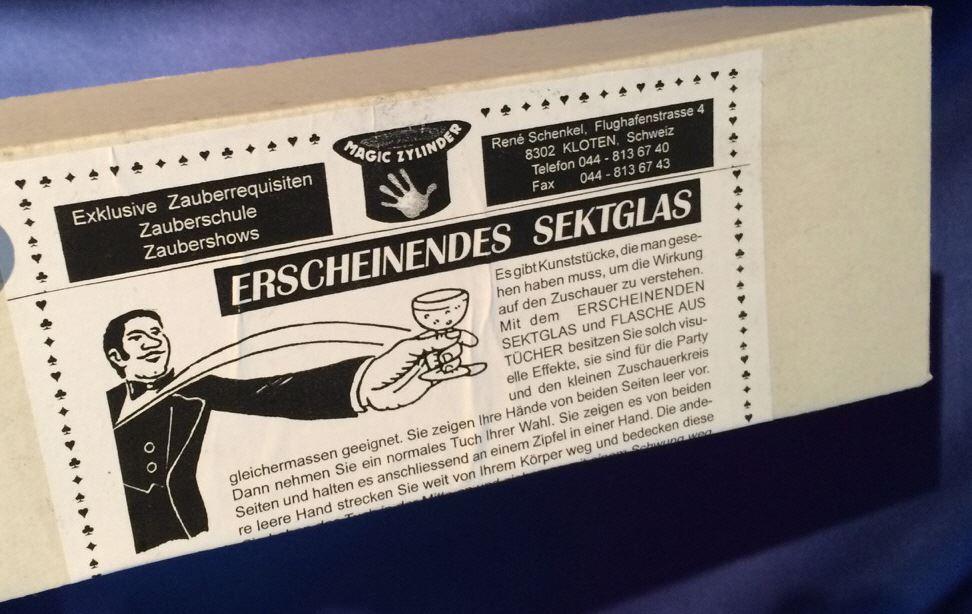 Exklusive Zauberrequisiten
Zauberschule
Zaubershows
MAGIC ZYLINDER
René Schenkel, Flughafenstrasse 4
8302 KLOTEN, Schweiz
Telefon 044 - 813 67 40
Fax 044 - 813 67 43
ERSCHEINENDES SEKTGLAS
Es gibt Kunststücke, die man gese-
hen haben muss, um die Wirkung
auf den Zuschauer zu verstehen.
Mit dem ERSCHEINENDEN
SEKTGLAS und FLASCHE AUS
TÜCHER besitzen Sie solch visu-
elle Effekte, sie sind für die Party
und den kleinen Zuschauerkreis
gleichermassen geeignet. Sie zeigen Ihre Hände von beiden Seiten leer vor.
Dann nehmen Sie ein normales Tuch Ihrer Wahl. Sie zeigen es von beiden
Seiten und halten es anschliessend an einem Zipfel in einer Hand. Die ande-
re leere Hand strecken Sie weit von Ihrem Körper weg und bedecken diese